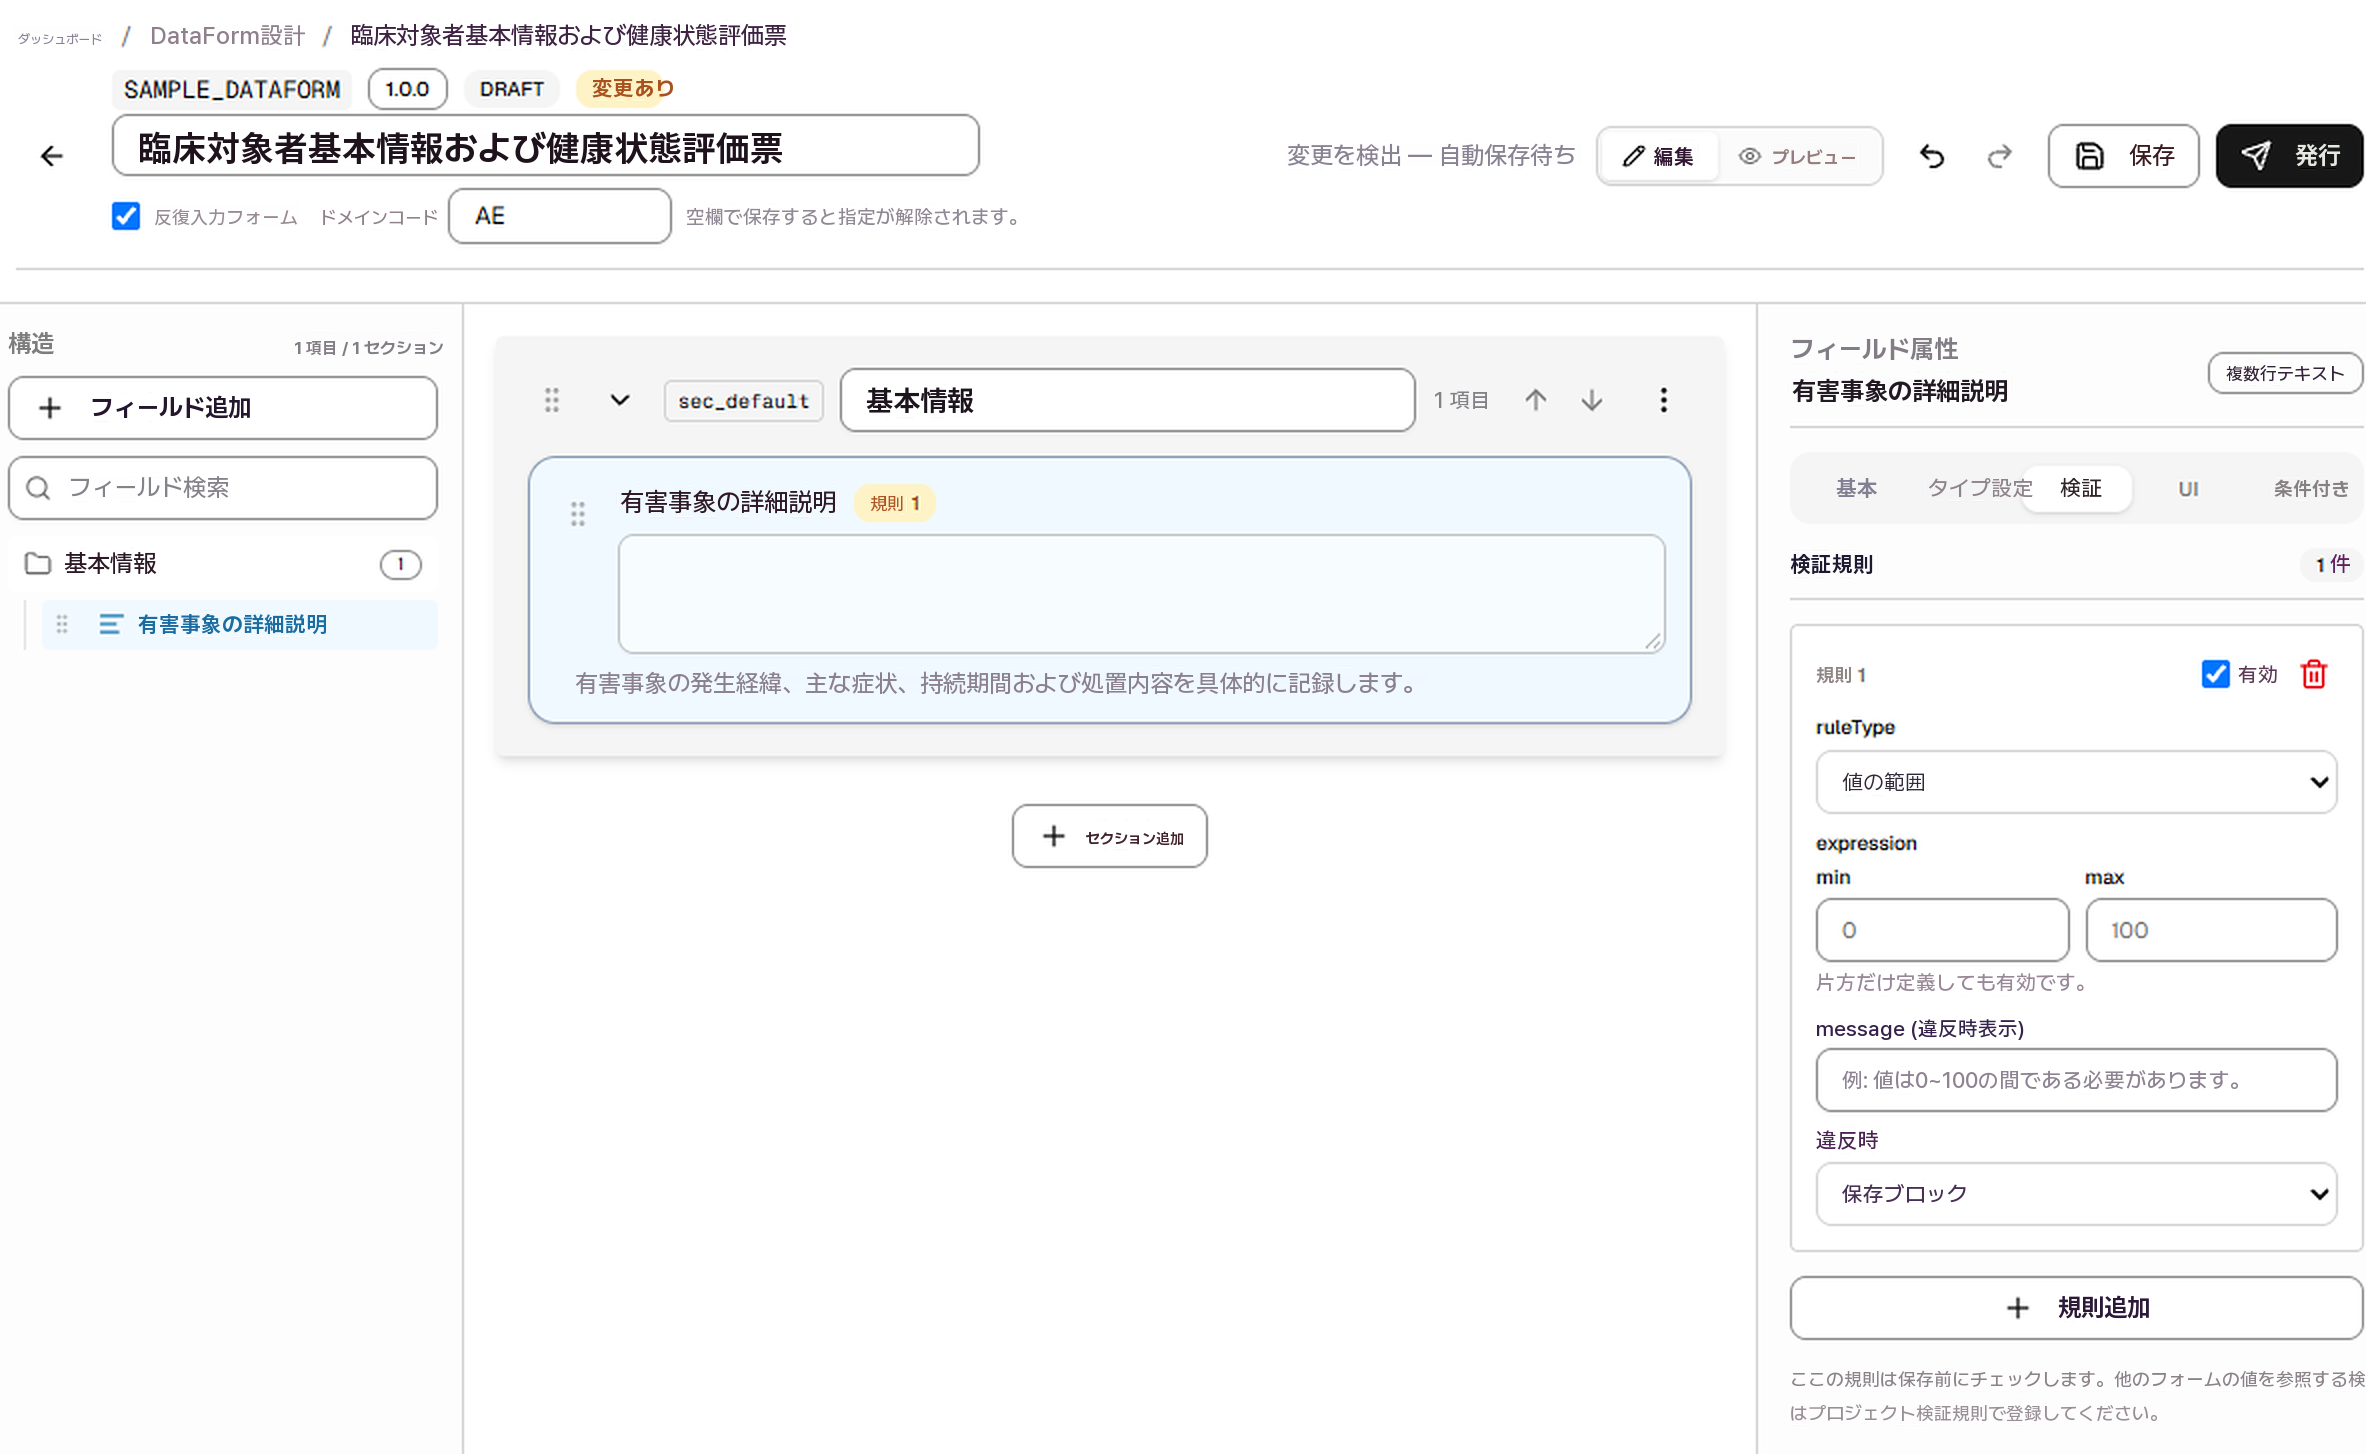 ダッシュボード / DataForm設計 / 臨床対象者基本情報および健康状態評価票
SAMPLE_DATAFORM 1.0.0 DRAFT 変更あり
臨床対象者基本情報および健康状態評価票
変更を検出 — 自動保存待ち 編集 プレビュー 保存 発行
反復入力フォーム ドメインコード AE 空欄で保存すると指定が解除されます。
構造 1 項目 / 1 セクション
フィールド追加
フィールド検索
基本情報 1
有害事象の詳細説明
sec_default 基本情報 1 項目
有害事象の詳細説明 規則 1
有害事象の発生経緯、主な症状、持続期間および処置内容を具体的に記録します。
セクション追加
フィールド属性
有害事象の詳細説明 複数行テキスト
基本 タイプ設定 検証 UI 条件付き
検証規則 1 件
規則 1 有効
ruleType
値の範囲
expression
min max
0 100
片方だけ定義しても有効です。
message (違反時表示)
例: 値は0~100の間である必要があります。
違反時
保存ブロック
規則追加
ここの規則は保存前にチェックします。他のフォームの値を参照する検
はプロジェクト検証規則で登録してください。